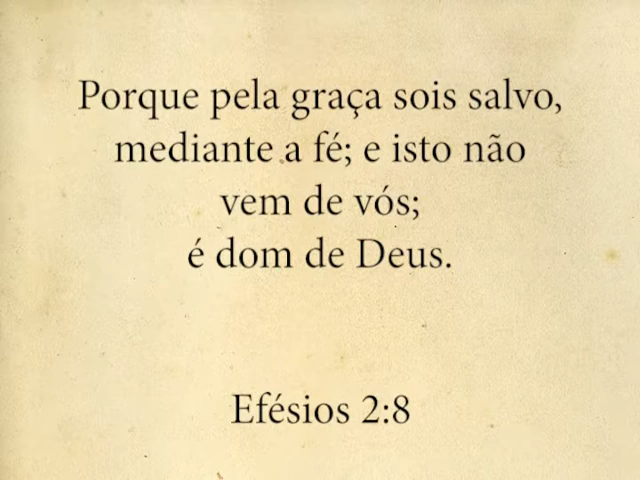 Porque pela graça sois salvo,
mediante a fé; e isto não
vem de vós;
é dom de Deus.
Efésios 2:8